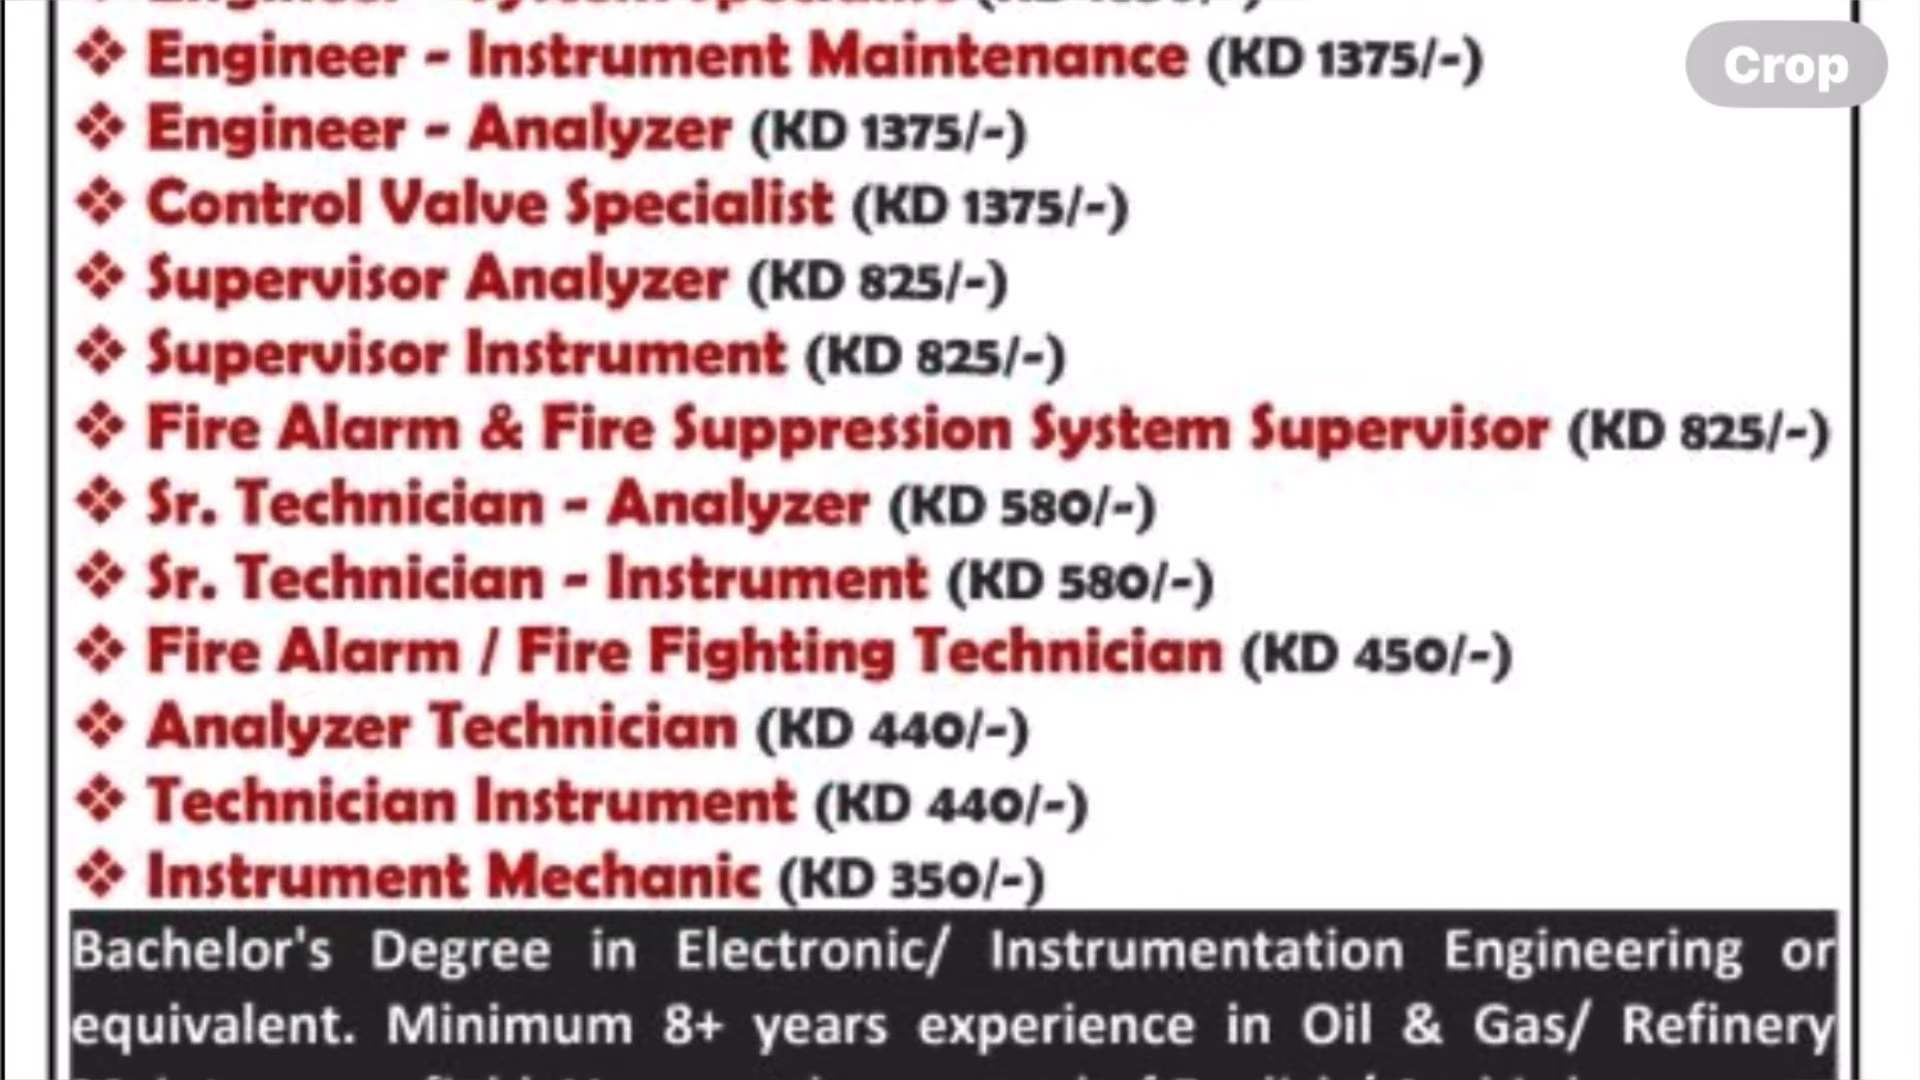 ❖ Engineer - Instrument Maintenance (KD 1375/-)
Crop
❖ Engineer - Analyzer (KD 1375/-)
❖ Control Valve Specialist (KD 1375/-)
❖ Supervisor Analyzer (KD 825/-)
❖ Supervisor Instrument (KD 825/-)
❖ Fire Alarm & Fire Suppression System Supervisor (KD 825/-)
❖ Sr. Technician - Analyzer (KD 580/-)
❖ Sr. Technician - Instrument (KD 580/-)
❖ Fire Alarm / Fire Fighting Technician (KD 450/-)
❖ Analyzer Technician (KD 440/-)
❖ Technician Instrument (KD 440/-)
❖ Instrument Mechanic (KD 350/-)
Bachelor's Degree in Electronic/ Instrumentation Engineering or
equivalent. Minimum 8+ years experience in Oil & Gas/ Refinery